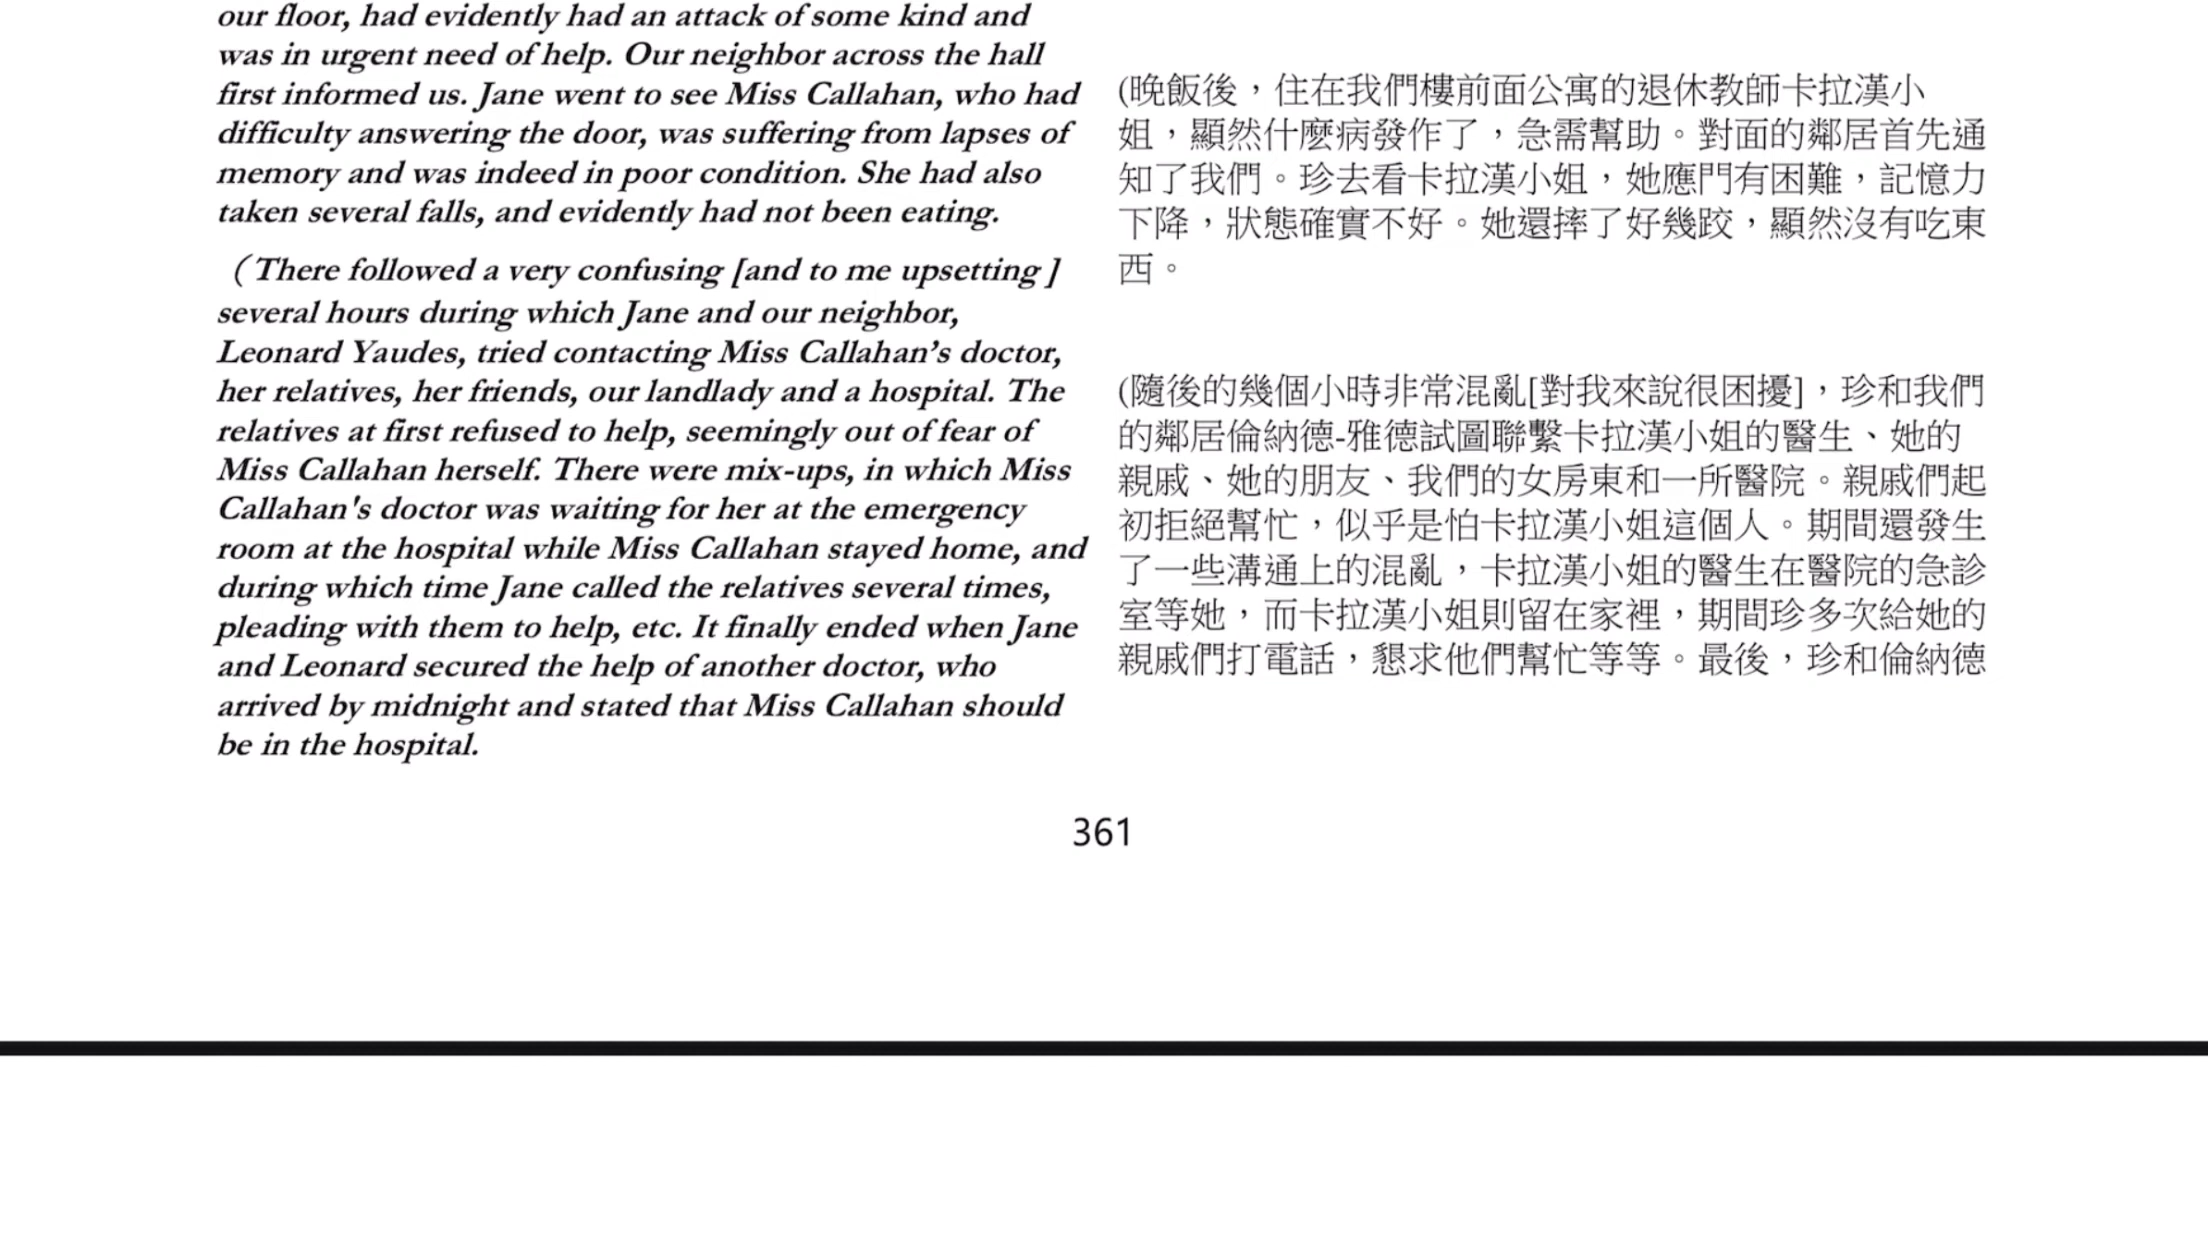 our floor, had evidently had an attack of some kind and
was in urgent need of help. Our neighbor across the hall
first informed us. Jane went to see Miss Callahan, who had
difficulty answering the door, was suffering from lapses of
memory and was indeed in poor condition. She had also
taken several falls, and evidently had not been eating.
（There followed a very confusing [and to me upsetting]
several hours during which Jane and our neighbor,
Leonard Yaudes, tried contacting Miss Callahan’s doctor,
her relatives, her friends, our landlady and a hospital. The
relatives at first refused to help, seemingly out of fear of
Miss Callahan herself. There were mix-ups, in which Miss
Callahan's doctor was waiting for her at the emergency
room at the hospital while Miss Callahan stayed home, and
during which time Jane called the relatives several times,
pleading with them to help, etc. It finally ended when Jane
and Leonard secured the help of another doctor, who
arrived by midnight and stated that Miss Callahan should
be in the hospital.
(晚飯後，住在我們樓前面公寓的退休教師卡拉漢小
姐，顯然什麼病發作了，急需幫助。對面的鄰居首先通
知了我們。珍去看卡拉漢小姐，她應門有困難，記憶力
下降，狀態確實不好。她還摔了好幾跤，顯然沒有吃東
西。
(隨後的幾個小時非常混亂[對我來說很困擾]，珍和我們
的鄰居倫納德-雅德試圖聯繫卡拉漢小姐的醫生、她的
親戚、她的朋友、我們的女房東和一所醫院。親戚們起
初拒絕幫忙，似乎是怕卡拉漢小姐這個人。期間還發生
了一些溝通上的混亂，卡拉漢小姐的醫生在醫院的急診
室等她，而卡拉漢小姐則留在家裡，期間珍多次給她的
親戚們打電話，懇求他們幫忙等等。最後，珍和倫納德
361